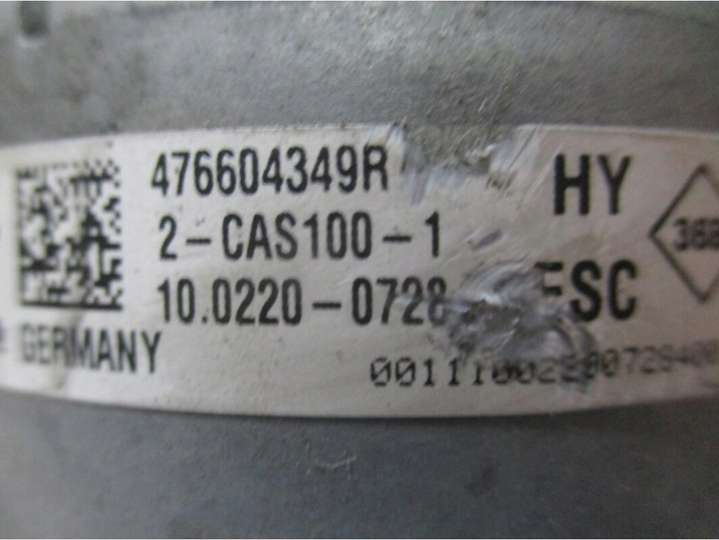 476604349R
HY
2-CAS100-1
10.0220-0728
ESC
GERMANY